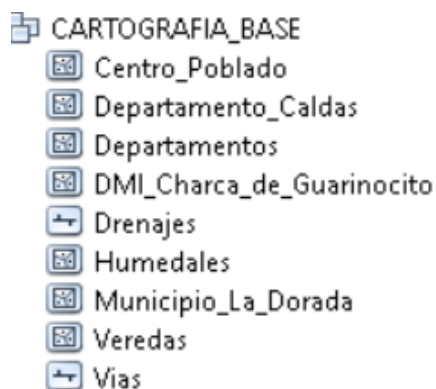 CARTOGRAFIA_BASE
Centro_Poblado
Departamento_Caldas
Departamentos
DMI_Charca_de_Guarinocito
Drenajes
Humedales
Municipio_La_Dorada
Veredas
Vias